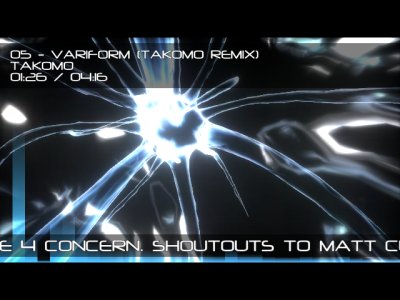 05 - VARIFORM (TAKOMO REMIX)
TAKOMO
01:26 / 04:16
E 4 CONCERN. SHOUTOUTS TO MATT C